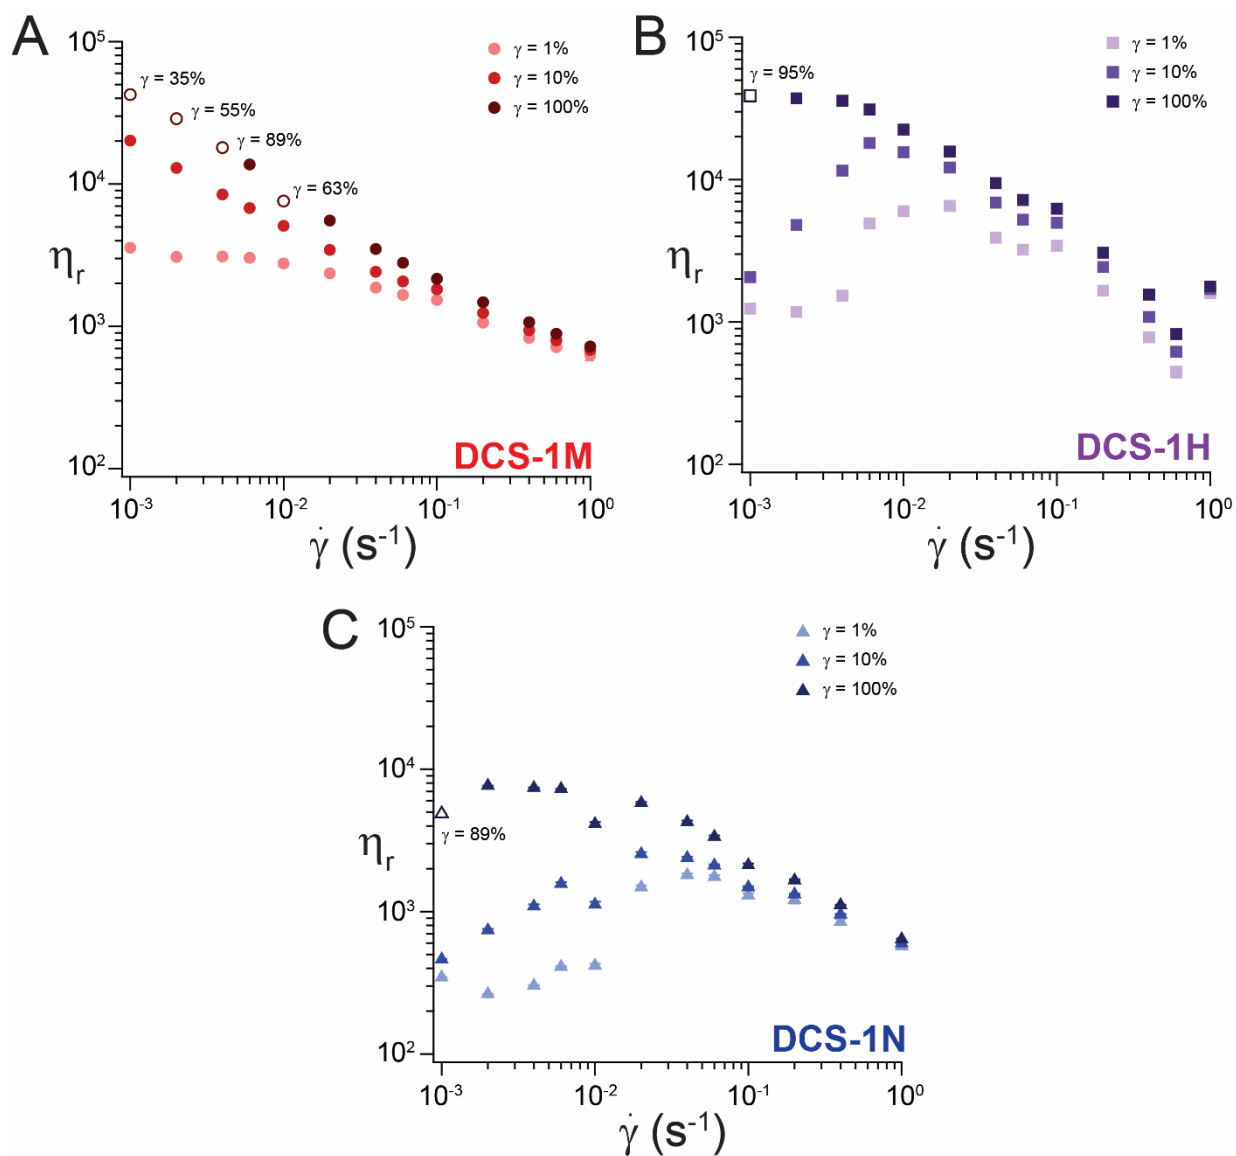 A
10⁵
10⁴
10³
10²
ηr
γ = 35%
γ = 55%
γ = 89%
γ = 63%
γ = 1%
γ = 10%
γ = 100%
DCS-1M
10⁻³
10⁻²
10⁻¹
10⁰
γ̇ (s⁻¹)
B
10⁵
10⁴
10³
10²
ηr
γ = 95%
γ = 1%
γ = 10%
γ = 100%
DCS-1H
10⁻³
10⁻²
10⁻¹
10⁰
γ̇ (s⁻¹)
C
10⁵
10⁴
10³
10²
ηr
γ = 89%
γ = 1%
γ = 10%
γ = 100%
DCS-1N
10⁻³
10⁻²
10⁻¹
10⁰
γ̇ (s⁻¹)